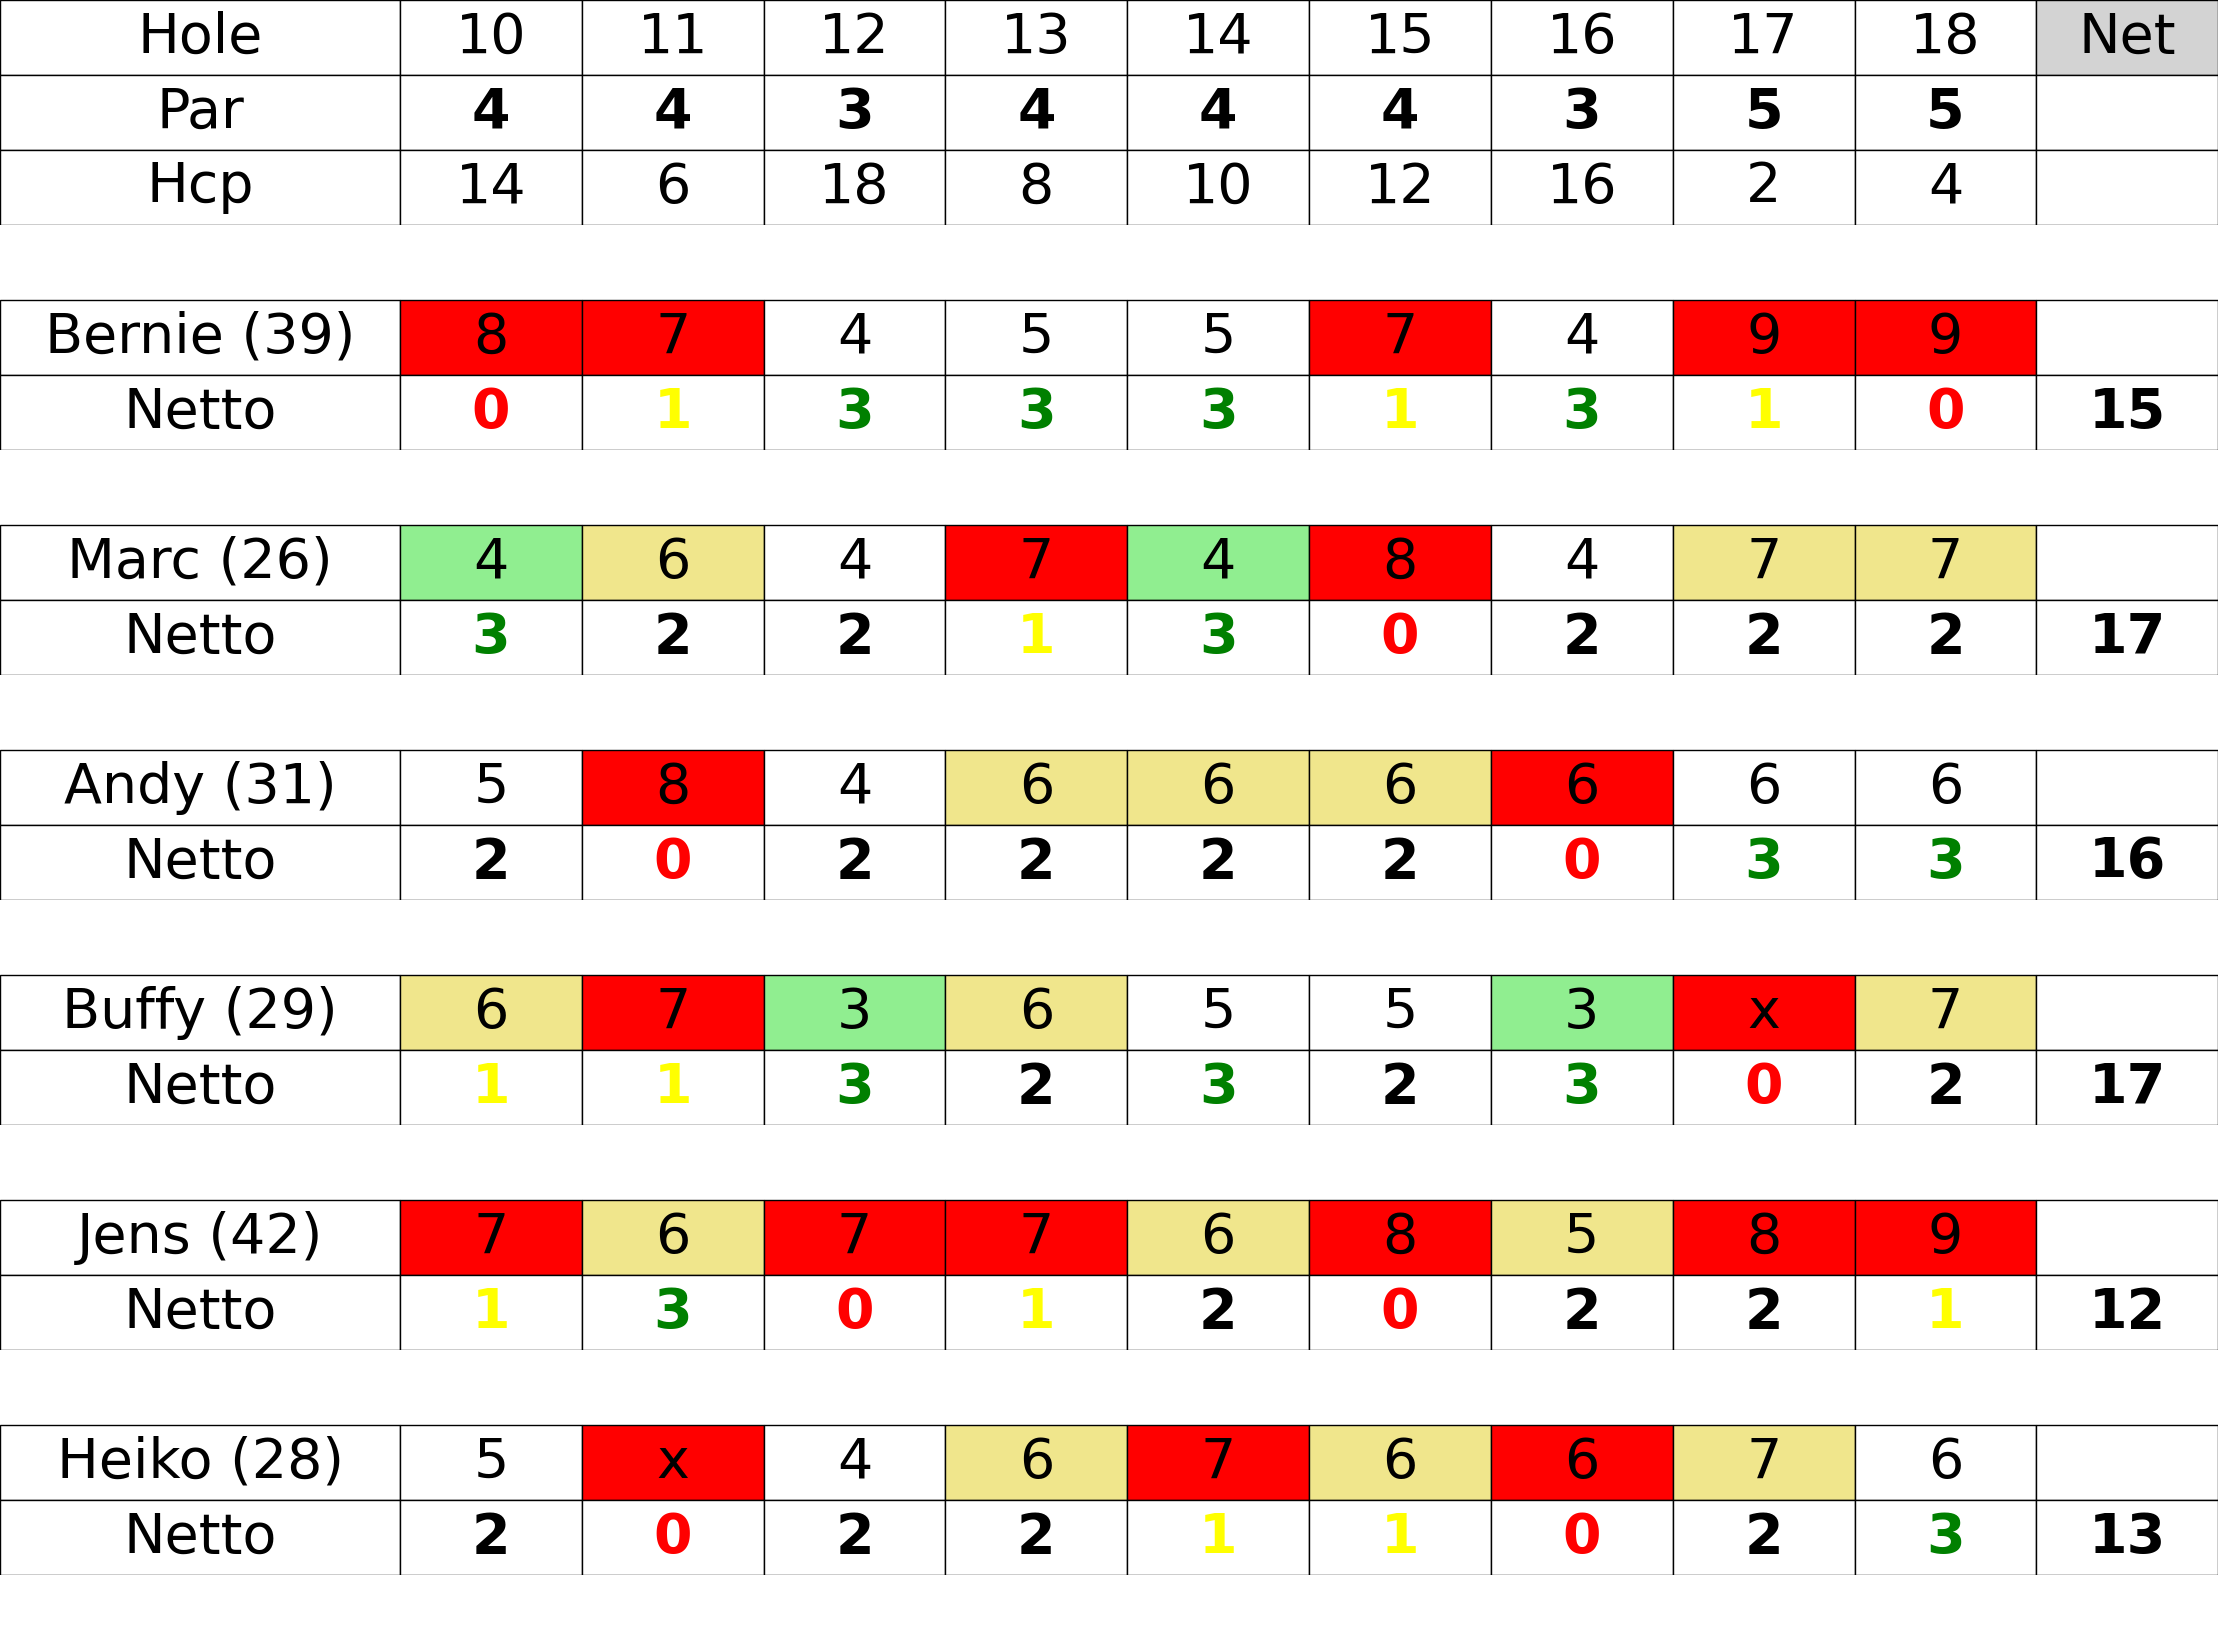 Hole 10 11 12 13 14 15 16 17 18 Net
Par 4 4 3 4 4 4 3 5 5
Hcp 14 6 18 8 10 12 16 2 4
Bernie (39) 8 7 4 5 5 7 4 9 9
Netto 0 1 3 3 3 1 3 1 0 15
Marc (26) 4 6 4 7 4 8 4 7 7
Netto 3 2 2 1 3 0 2 2 2 17
Andy (31) 5 8 4 6 6 6 6 6 6
Netto 2 0 2 2 2 2 0 3 3 16
Buffy (29) 6 7 3 6 5 5 3 x 7
Netto 1 1 3 2 3 2 3 0 2 17
Jens (42) 7 6 7 7 6 8 5 8 9
Netto 1 3 0 1 2 0 2 2 1 12
Heiko (28) 5 x 4 6 7 6 6 7 6
Netto 2 0 2 2 1 1 0 2 3 13